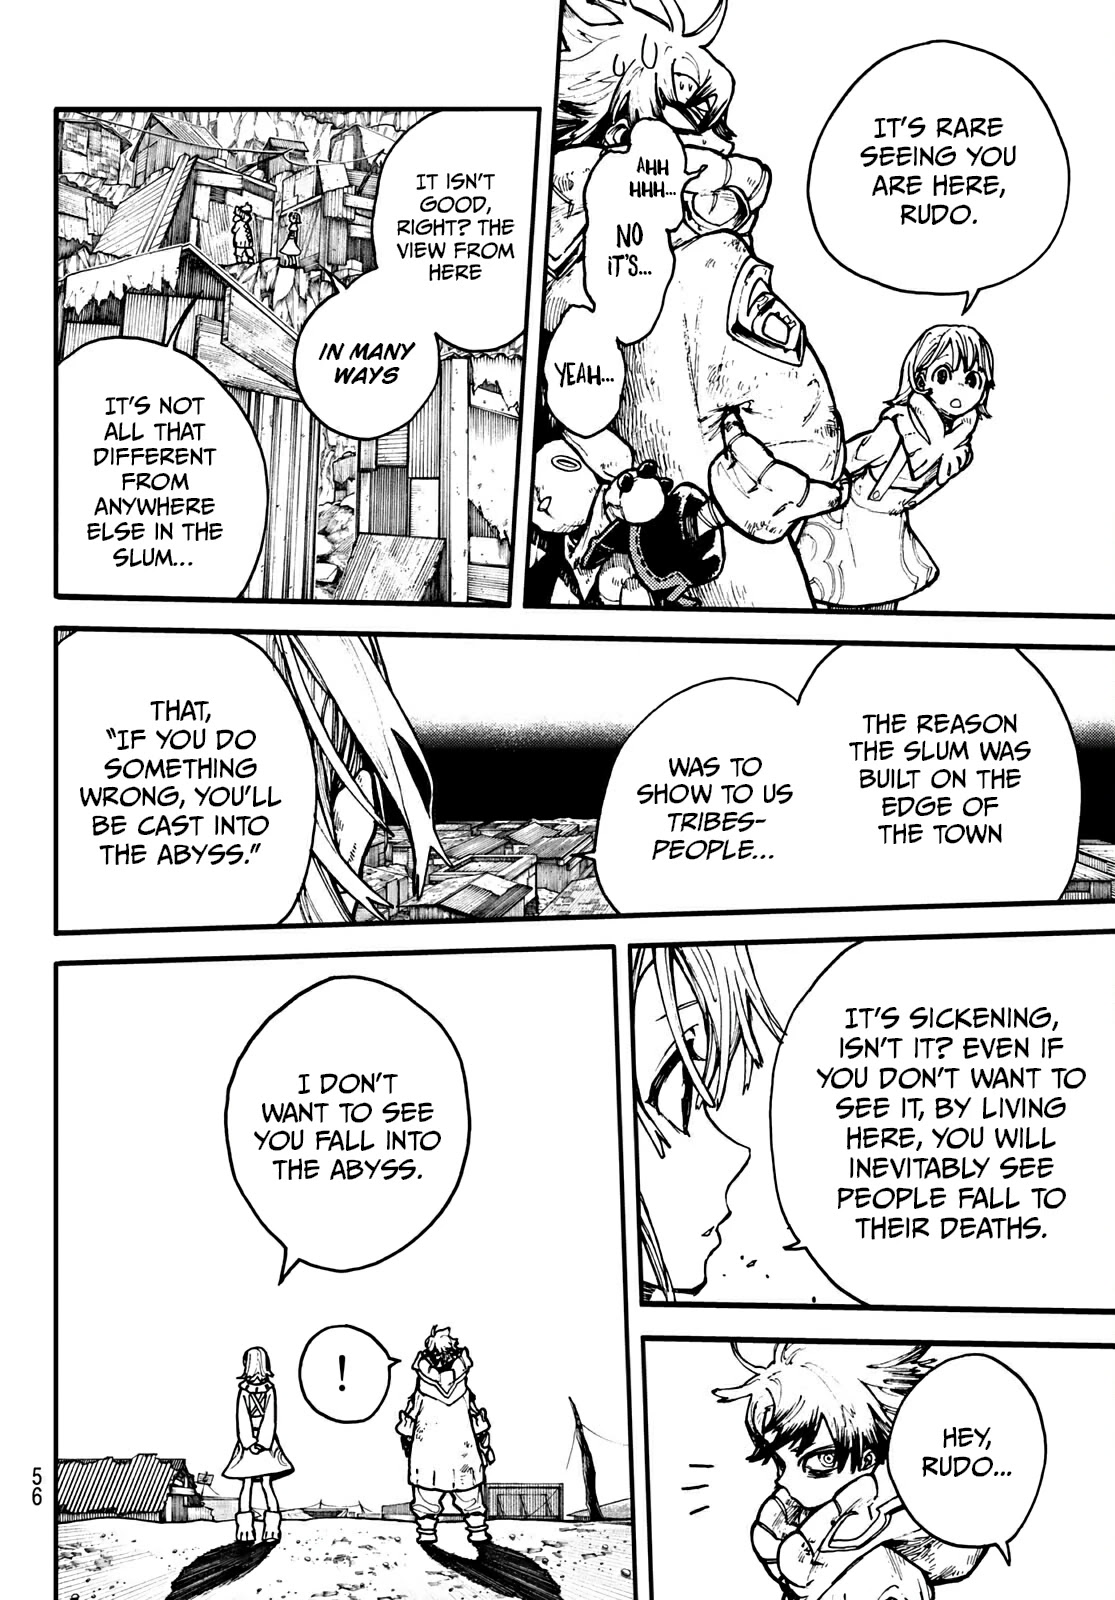 IT'S RARE
SEEING YOU
ARE HERE,
RUDO.
AHH
HHH...
NO
IT'S...
YEAH...
IT ISN'T
GOOD,
RIGHT? THE
VIEW FROM
HERE
IN MANY
WAYS
IT'S NOT
ALL THAT
DIFFERENT
FROM
ANYWHERE
ELSE IN THE
SLUM...
THE REASON
THE SLUM WAS
BUILT ON THE
EDGE OF
THE TOWN
WAS TO
SHOW TO US
TRIBES-
PEOPLE...
THAT,
"IF YOU DO
SOMETHING
WRONG, YOU'LL
BE CAST INTO
THE ABYSS."
IT'S SICKENING,
ISN'T IT? EVEN IF
YOU DON'T WANT TO
SEE IT, BY LIVING
HERE, YOU WILL
INEVITABLY SEE
PEOPLE FALL TO
THEIR DEATHS.
HEY,
RUDO...
I DON'T
WANT TO SEE
YOU FALL INTO
THE ABYSS.
!
56